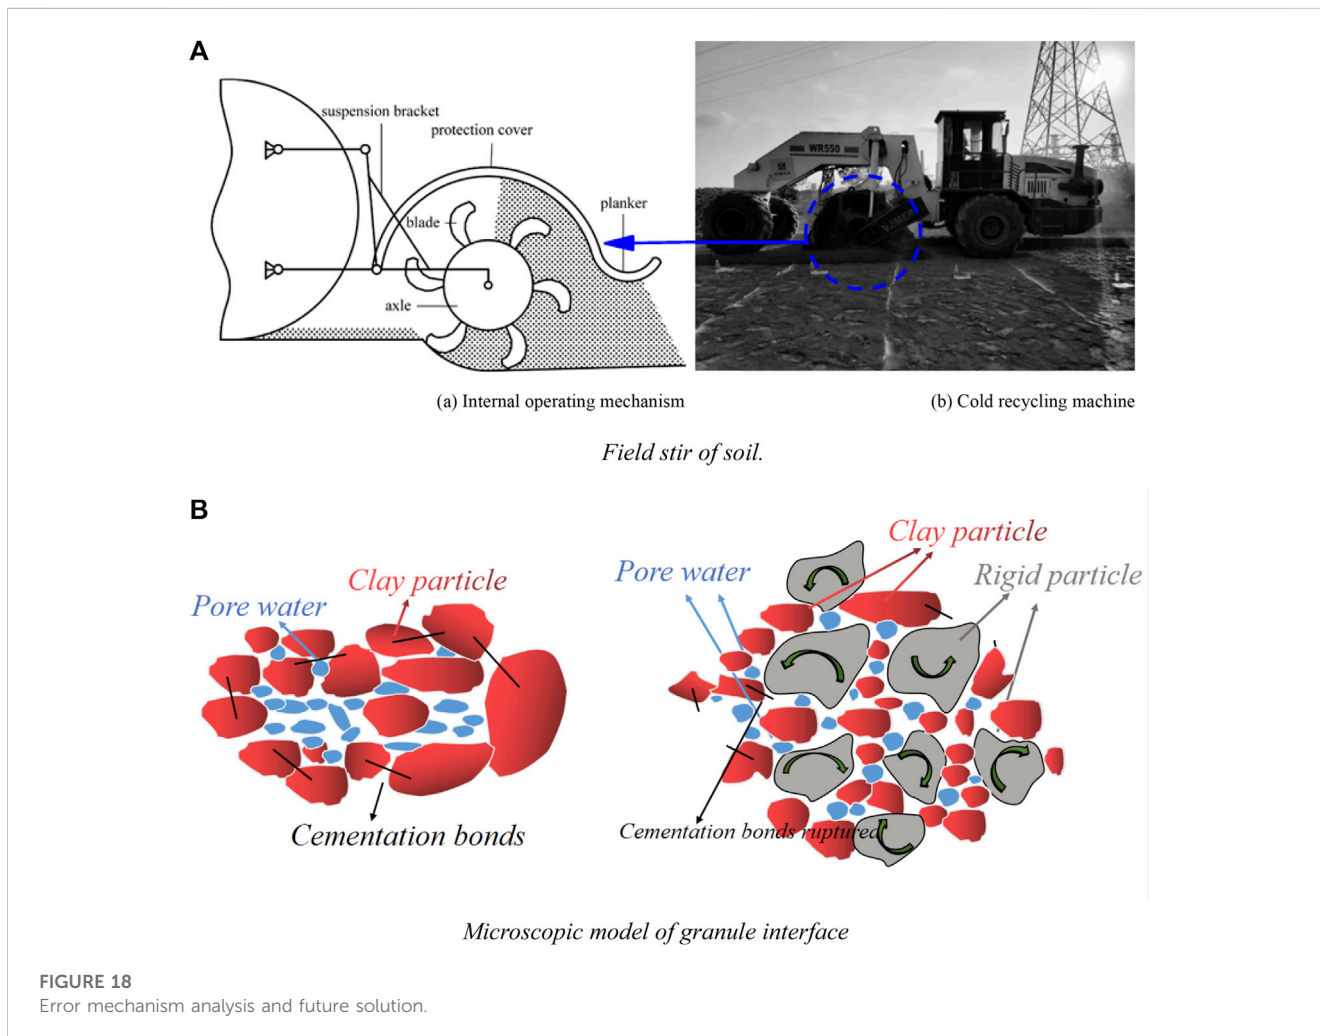 A
suspension bracket
protection cover
planker
blade
axle
WR550
(a) Internal operating mechanism
(b) Cold recycling machine
Field stir of soil.
B
Clay particle
Pore water
Cementation bonds
Clay particle
Pore water
Rigid particle
Cementation bonds ruptured
Microscopic model of granule interface
FIGURE 18
Error mechanism analysis and future solution.